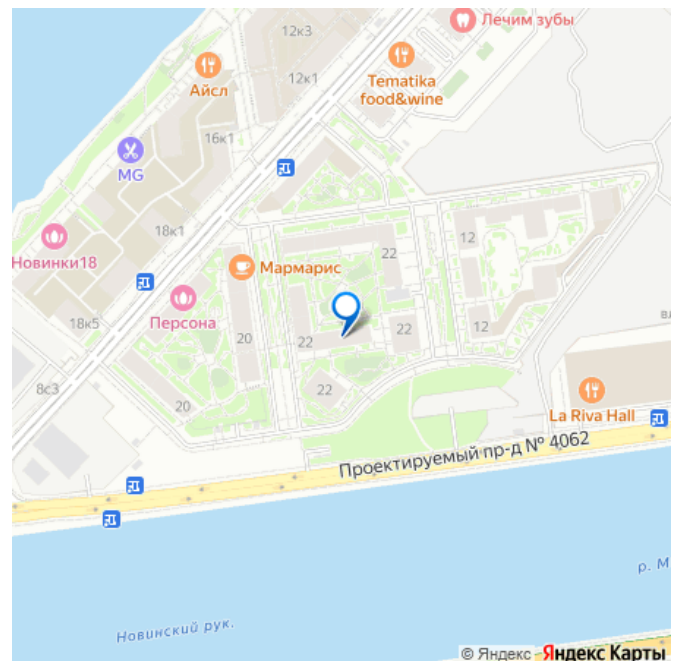 12к3
Лечим зубы
Айсл
12к1
Tematika
food&wine
16к1
MG
18к1
Новинки18
Мармарис
22
12
Персона
18к5
20
22
22
12
8с3
22
20
La Riva Hall
Проектируемый пр-д № 4062
р. М
Новинский рук.
© Яндекс Яндекс Карты